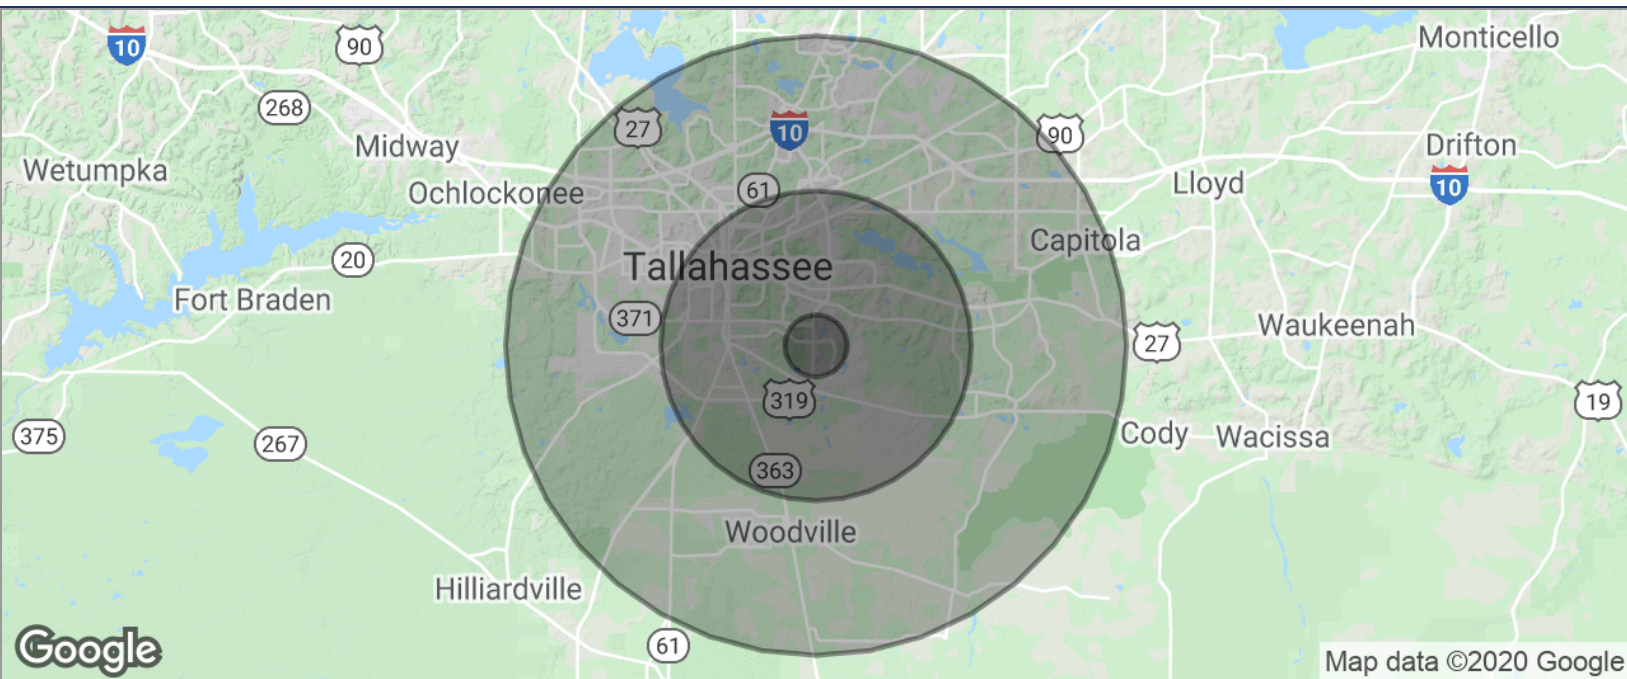 Monticello
10
90
268
27
10
90
Midway
Drifton
Wetumpka
Ochlockonee
61
Lloyd
10
Capitola
20
Tallahassee
Fort Braden
371
27
Waukeenah
319
19
375
267
Cody
Wacissa
363
Woodville
Hilliardville
61
Google
Map data ©2020 Google